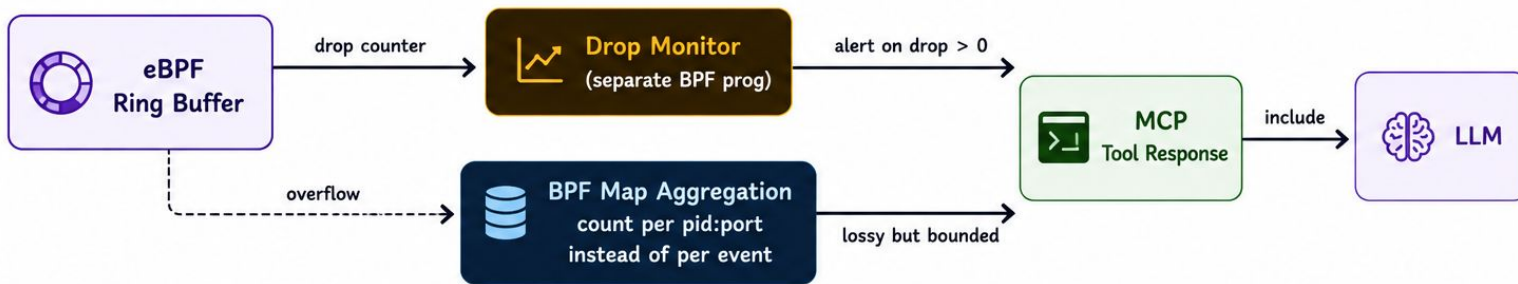 eBPF
Ring Buffer
drop counter
Drop Monitor
(separate BPF prog)
alert on drop > 0
overflow
BPF Map Aggregation
count per pid:port
instead of per event
lossy but bounded
MCP
Tool Response
include
LLM